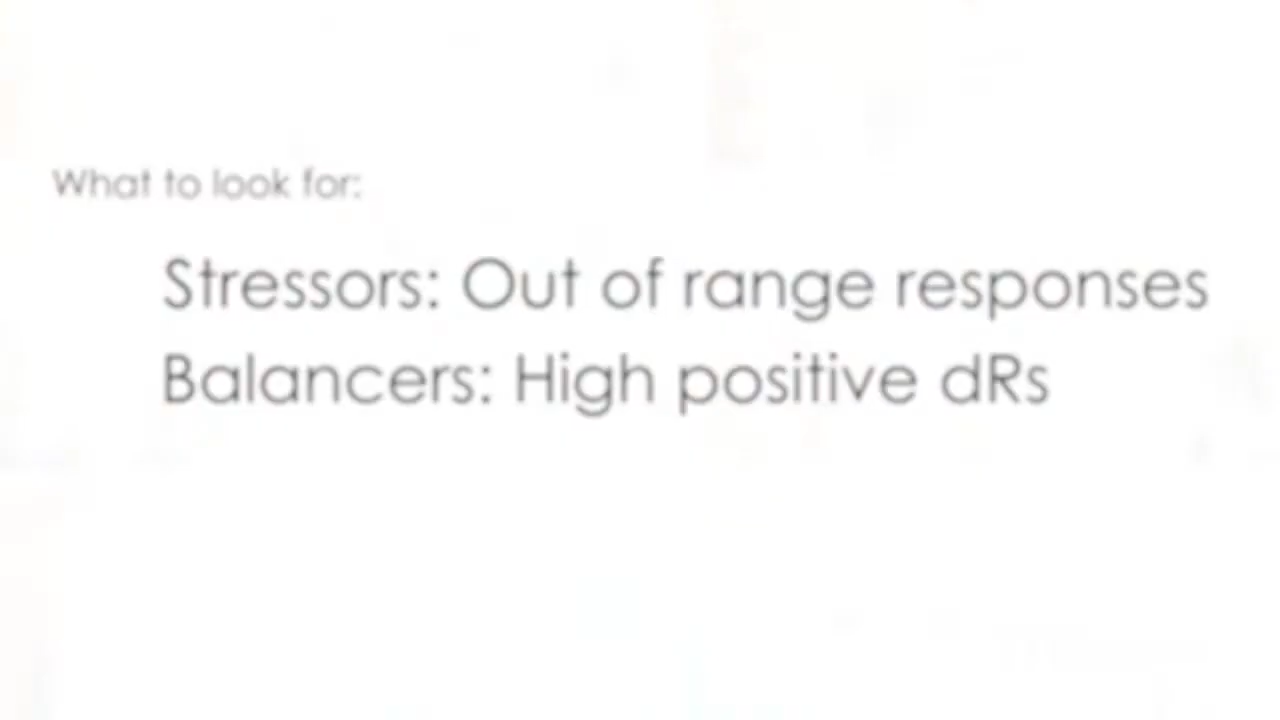 What to look for:
Stressors: Out of range responses
Balancers: High positive dRs